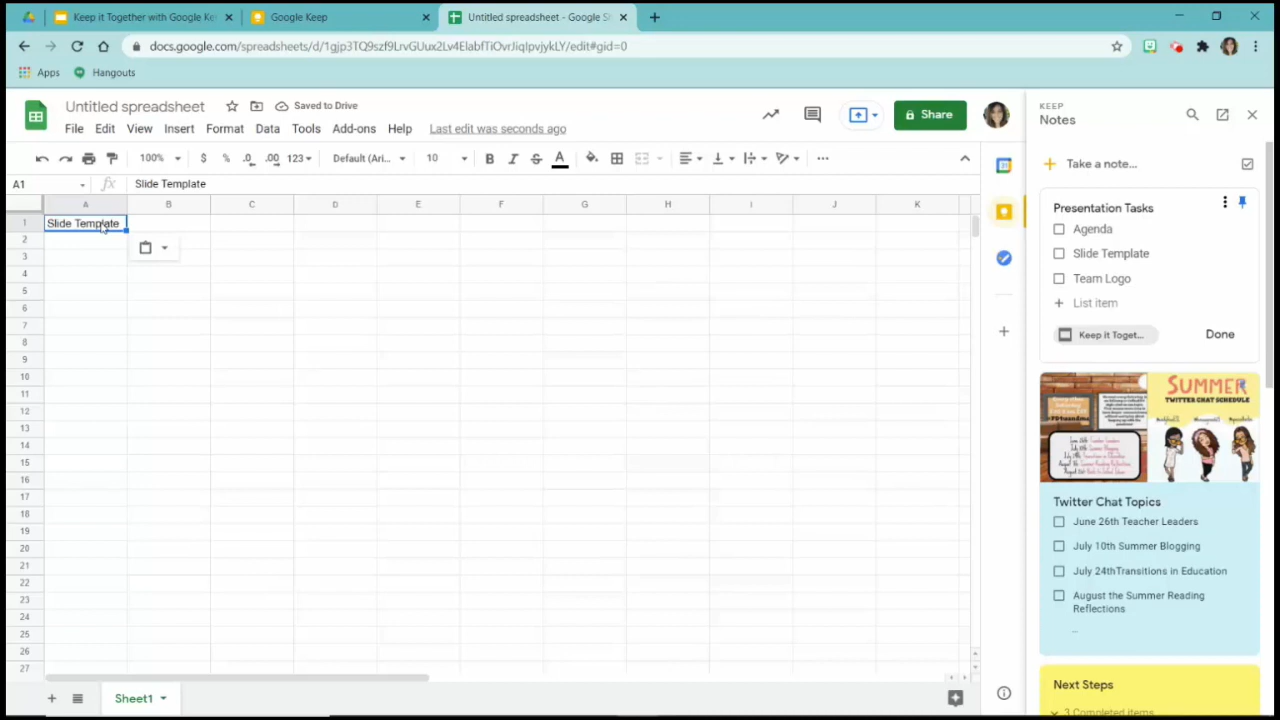 Keep it Together with Google Ke
Google Keep
Untitled spreadsheet - Google S
docs.google.com/spreadsheets/d/1gjp3TQ9szf9LrvGUux2Lv4ElabfTiOvrJiqIpvjykLY/edit#gid=0
Apps
Hangouts
Untitled spreadsheet
Saved to Drive
File Edit View Insert Format Data Tools Add-ons Help Last edit was seconds ago
Share
100% $ % .0 .00 123 Default (Ari... 10 B I S A
A1 fx Slide Template
A B C D E F G H I J K
1 Slide Template
2
3
4
5
6
7
8
9
10
11
12
13
14
15
16
17
18
19
20
21
22
23
24
25
26
27
Sheet1
KEEP
Notes
Take a note...
Presentation Tasks
Agenda
Slide Template
Team Logo
+ List item
Keep it Toget...
Done
SUMMER
TWITTER CHAT SCHEDULE
Twitter Chat Topics
June 26th Teacher Leaders
July 10th Summer Blogging
July 24thTransitions in Education
August the Summer Reading
Reflections
...
Next Steps
3 Completed items